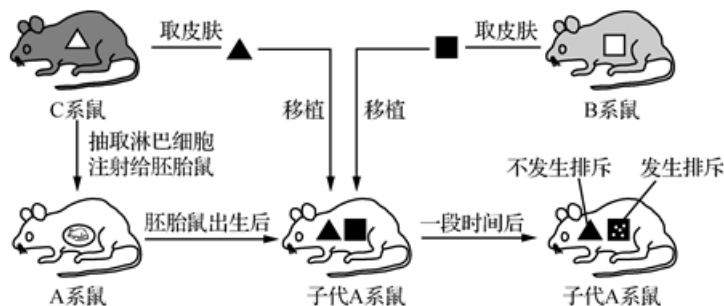 取皮肤
取皮肤
C系鼠
移植
移植
B系鼠
抽取淋巴细胞
注射给胚胎鼠
不发生排斥
发生排斥
胚胎鼠出生后
一段时间后
A系鼠
子代A系鼠
子代A系鼠